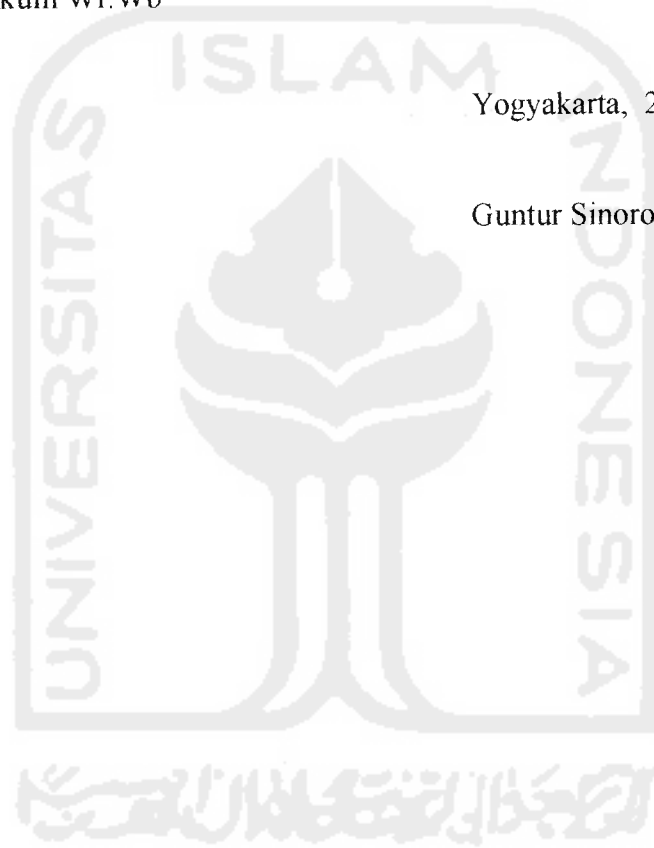 kum Wr.Wb
Yogyakarta, 2
Guntur Sinoro
UNIVERSITAS
ISLAM
INDONESIA